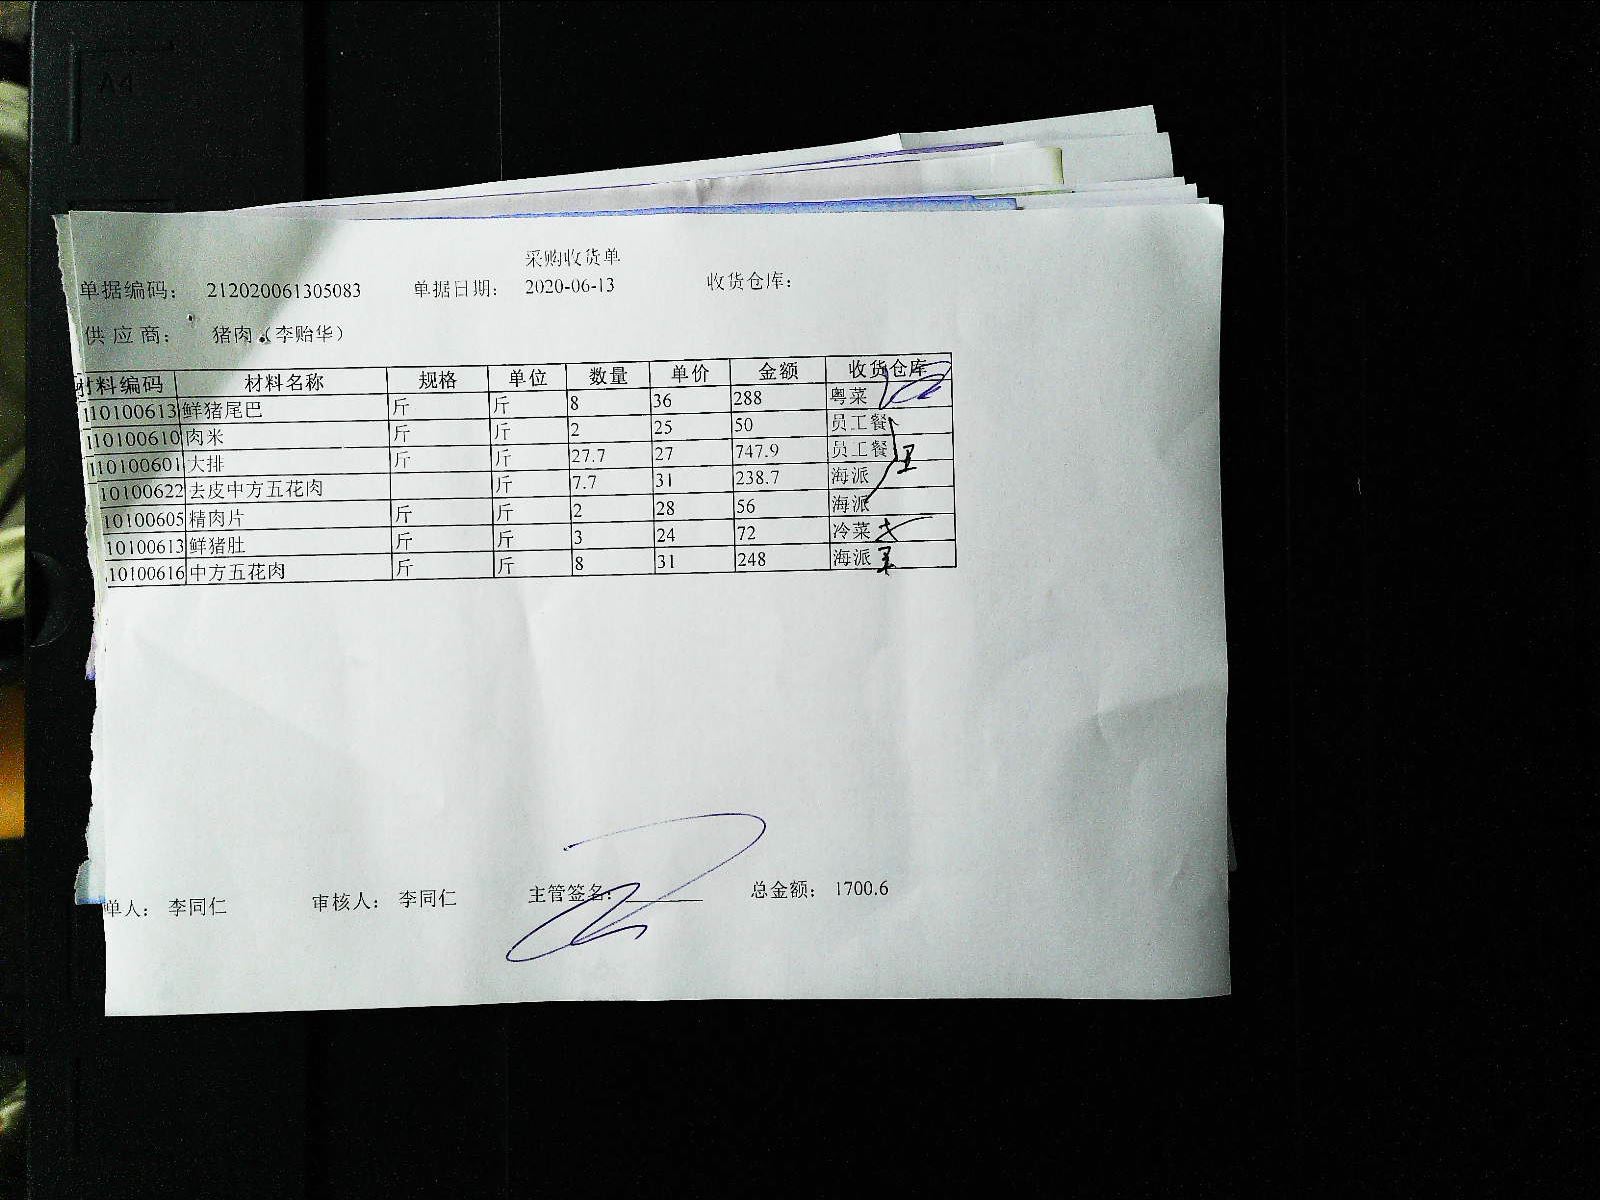 采购收货单
单据编码： 212020061305083 单据日期： 2020-06-13 收货仓库：
供 应 商： 猪肉（李贻华）
材料编码 材料名称 规格 单位 数量 单价 金额 收货仓库
110100613 鲜猪尾巴 斤 斤 8 36 288 粤菜
110100610 肉米 斤 斤 2 25 50 员工餐
110100601 大排 斤 斤 27.7 27 747.9 员工餐
10100622 去皮中方五花肉 斤 7.7 31 238.7 海派
10100605 精肉片 斤 斤 2 28 56 海派
10100613 鲜猪肚 斤 斤 3 24 72 冷菜
10100616 中方五花肉 斤 斤 8 31 248 海派
单人： 李同仁 审核人： 李同仁 主管签名： 总金额： 1700.6